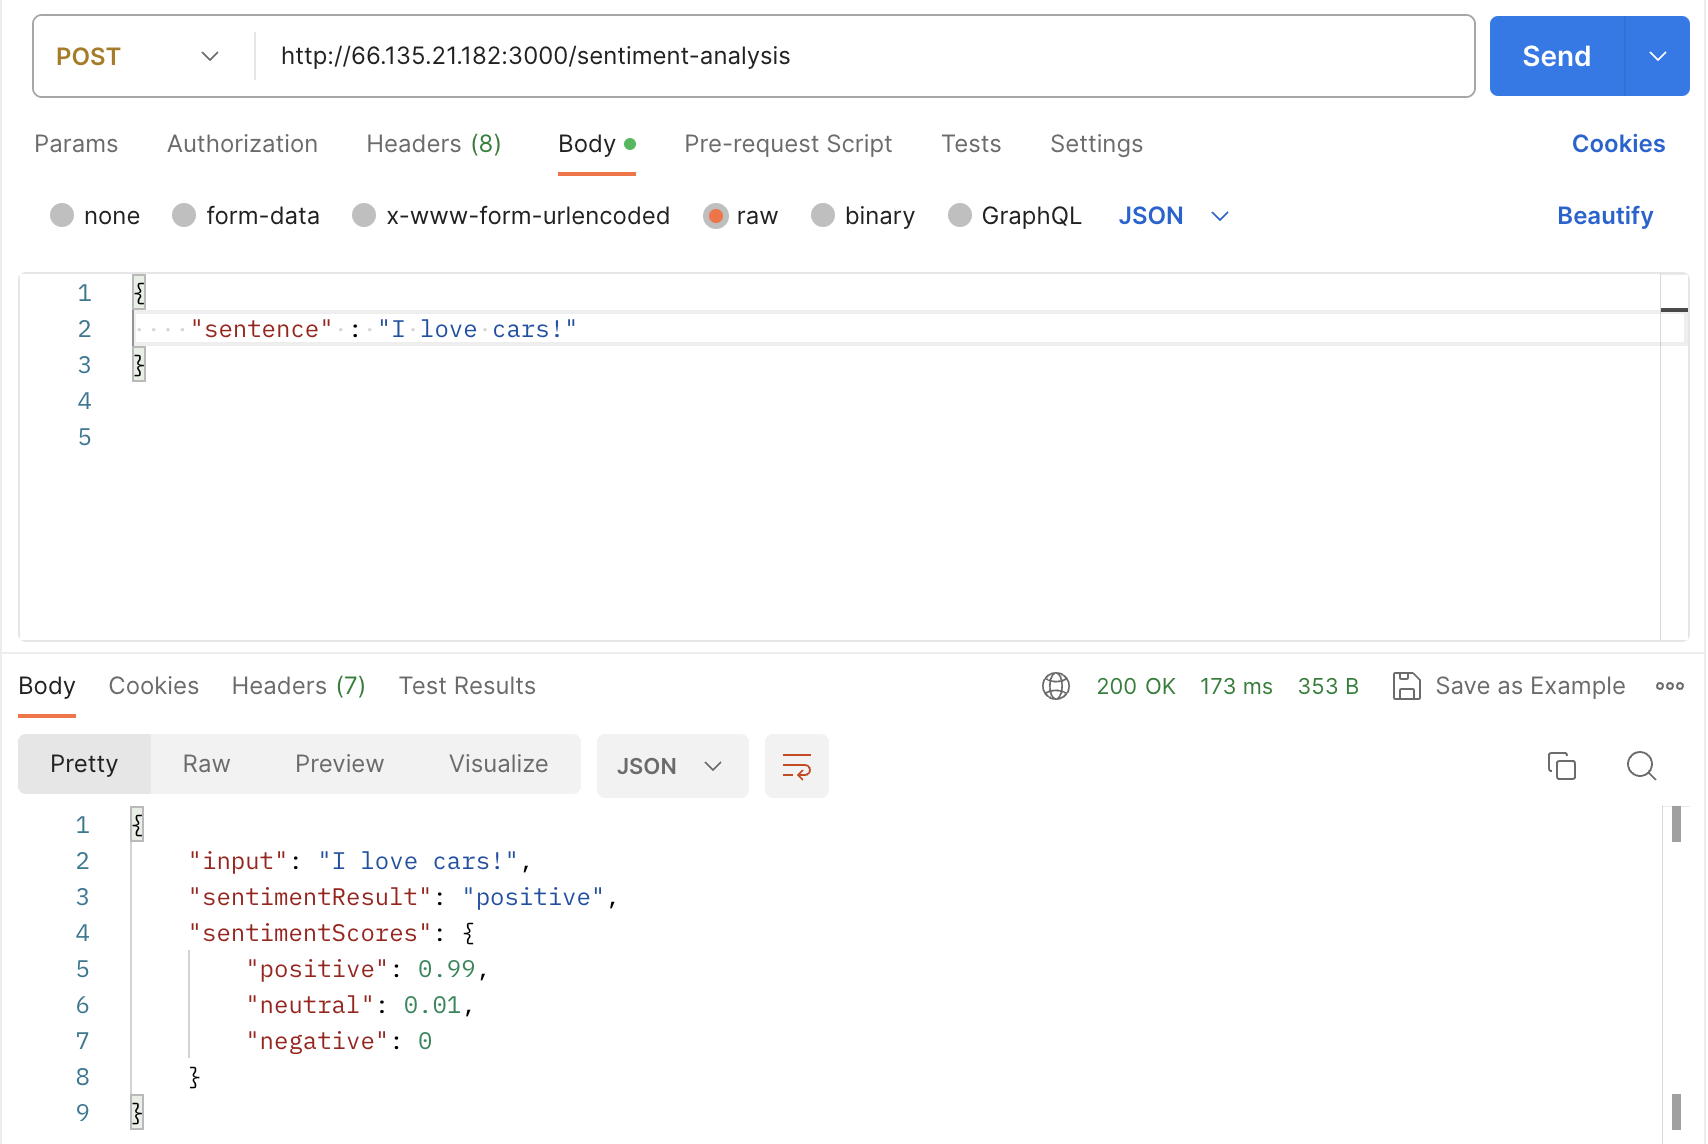 POST http://66.135.21.182:3000/sentiment-analysis Send
Params Authorization Headers (8) Body Pre-request Script Tests Settings Cookies
none form-data x-www-form-urlencoded raw binary GraphQL JSON Beautify
1 {
2 "sentence" : "I love cars!"
3 }
4
5
Body Cookies Headers (7) Test Results 200 OK 173 ms 353 B Save as Example
Pretty Raw Preview Visualize JSON
1 {
2 "input": "I love cars!",
3 "sentimentResult": "positive",
4 "sentimentScores": {
5 "positive": 0.99,
6 "neutral": 0.01,
7 "negative": 0
8 }
9 }